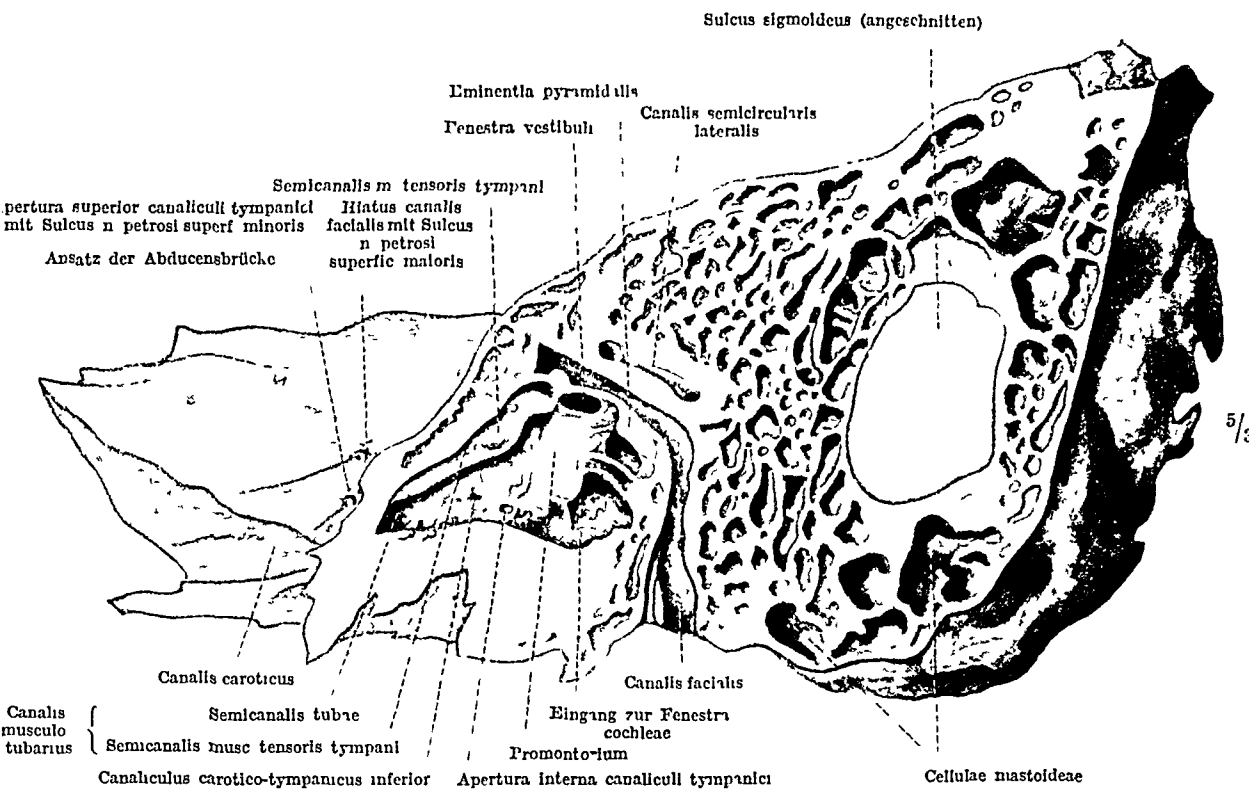 Sulcus sigmoideus (angeschnitten)
Eminentia pyramidalis
Canalis semicircularis
lateralis
Fenestra vestibuli
Semicanalis m tensoris tympani
pertura superior canaliculi tympanici
mit Sulcus n petrosi superf minoris
Hiatus canalis
facialis mit Sulcus
n petrosi
superfic maioris
Ansatz der Abducensbrücke
5/3
Canalis caroticus
Canalis facialis
Canalis
musculo
tubarius
Semicanalis tubae
Semicanalis musc tensoris tympani
Eingang zur Fenestra
cochleae
Promontorium
Canaliculus carotico-tympanicus inferior
Apertura interna canaliculi tympanici
Cellulae mastoideae